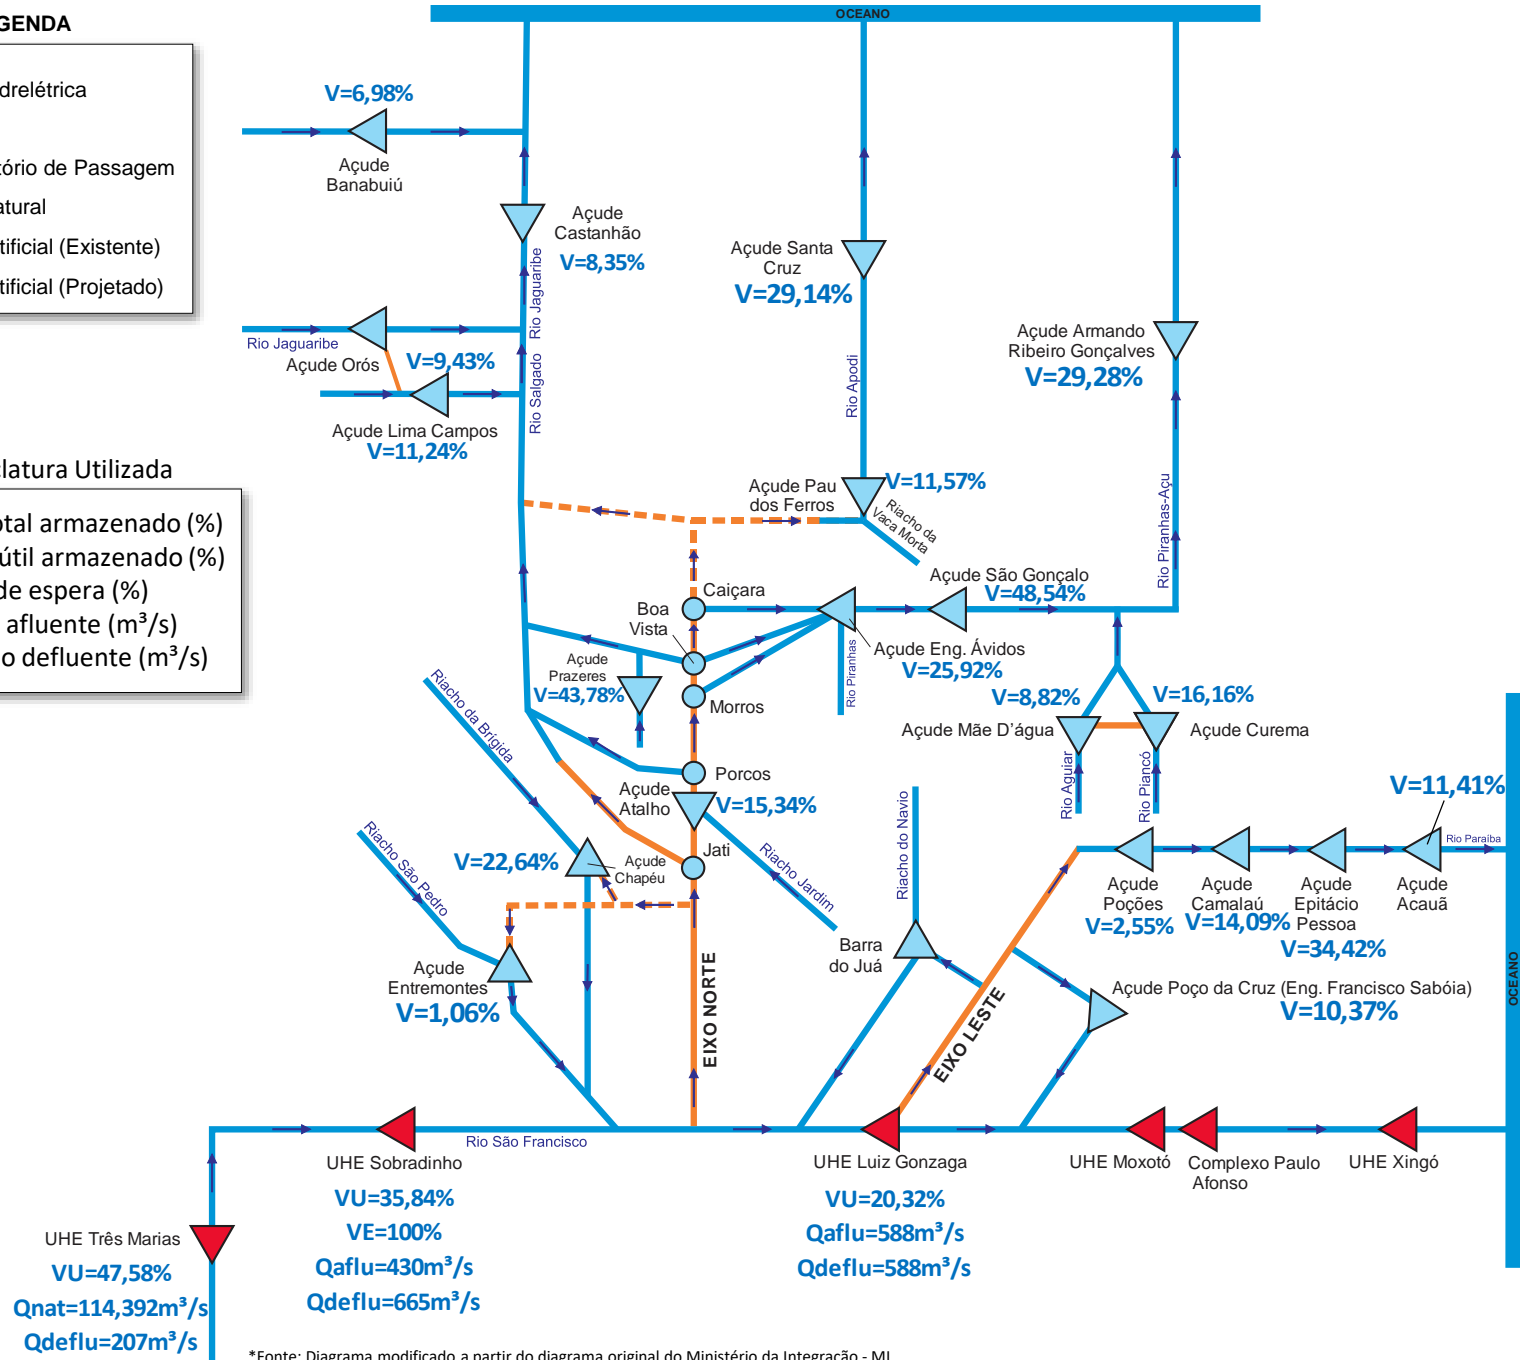 OCEANO
GENDA
drelétrica
tório de Passagem
atural
tificial (Existente)
tificial (Projetado)
V=6,98%
Açude
Banabuiú
Açude
Castanhão
V=8,35%
Rio Jaguaribe
Açude Santa
Cruz
V=29,14%
Açude Armando
Ribeiro Gonçalves
V=29,28%
Rio Jaguaribe
Açude Orós
V=9,43%
Rio Salgado
Rio Apodi
Açude Lima Campos
V=11,24%
clatura Utilizada
otal armazenado (%)
útil armazenado (%)
de espera (%)
afluente (m³/s)
o defluente (m³/s)
Açude Pau
dos Ferros
V=11,57%
Riacho da
Vaca Morta
Rio Piranhas-Açu
Açude São Gonçalo
V=48,54%
Caiçara
Boa
Vista
Açude Eng. Ávidos
V=25,92%
Rio Piranhas
Açude
Prazeres
V=43,78%
Morros
Riacho da Brígida
V=8,82%
V=16,16%
Açude Mãe D'água
Açude Curema
Rio Aguiar
Rio Piancó
Porcos
Açude
Atalho
V=15,34%
V=11,41%
Rio Paraíba
Riacho São Pedro
V=22,64%
Açude
Chapéu
Jati
Riacho Jardim
Riacho do Navio
Açude
Poções
V=2,55%
Açude
Camalaú
V=14,09%
Açude
Epitácio
Pessoa
V=34,42%
Açude
Acauã
Barra
do Juá
Açude
Entremontes
V=1,06%
EIXO NORTE
EIXO LESTE
Açude Poço da Cruz (Eng. Francisco Sabóia)
V=10,37%
OCEANO
Rio São Francisco
UHE Sobradinho
VU=35,84%
VE=100%
Qaflu=430m³/s
Qdeflu=665m³/s
UHE Luiz Gonzaga
VU=20,32%
Qaflu=588m³/s
Qdeflu=588m³/s
UHE Moxotó
Complexo Paulo
Afonso
UHE Xingó
UHE Três Marias
VU=47,58%
Qnat=114,392m³/s
Qdeflu=207m³/s
*Fonte: Diagrama modificado a partir do diagrama original do Ministério da Integração - MI